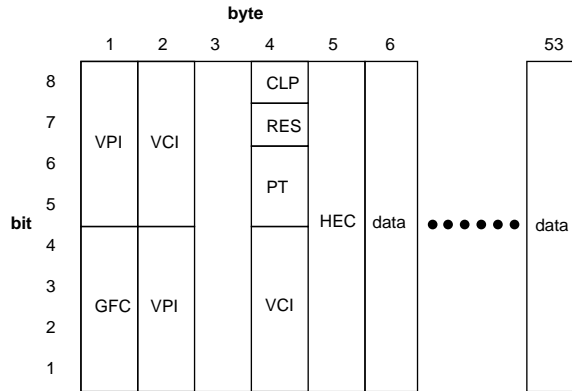 byte
1 2 3 4 5 6 53
8 CLP
7 RES
VPI VCI
6
PT
5
bit HEC data data
4
3
GFC VPI VCI
2
1